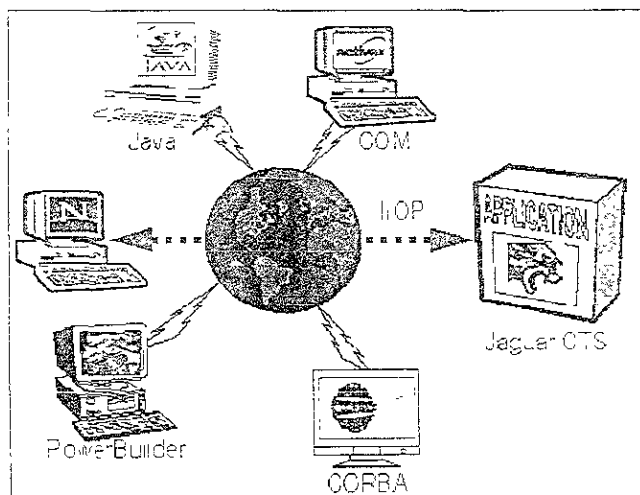 JAVA
Java
COM
N
IIOP
APPLICATION
Jaguar CTS
PowerBuilder
CORBA